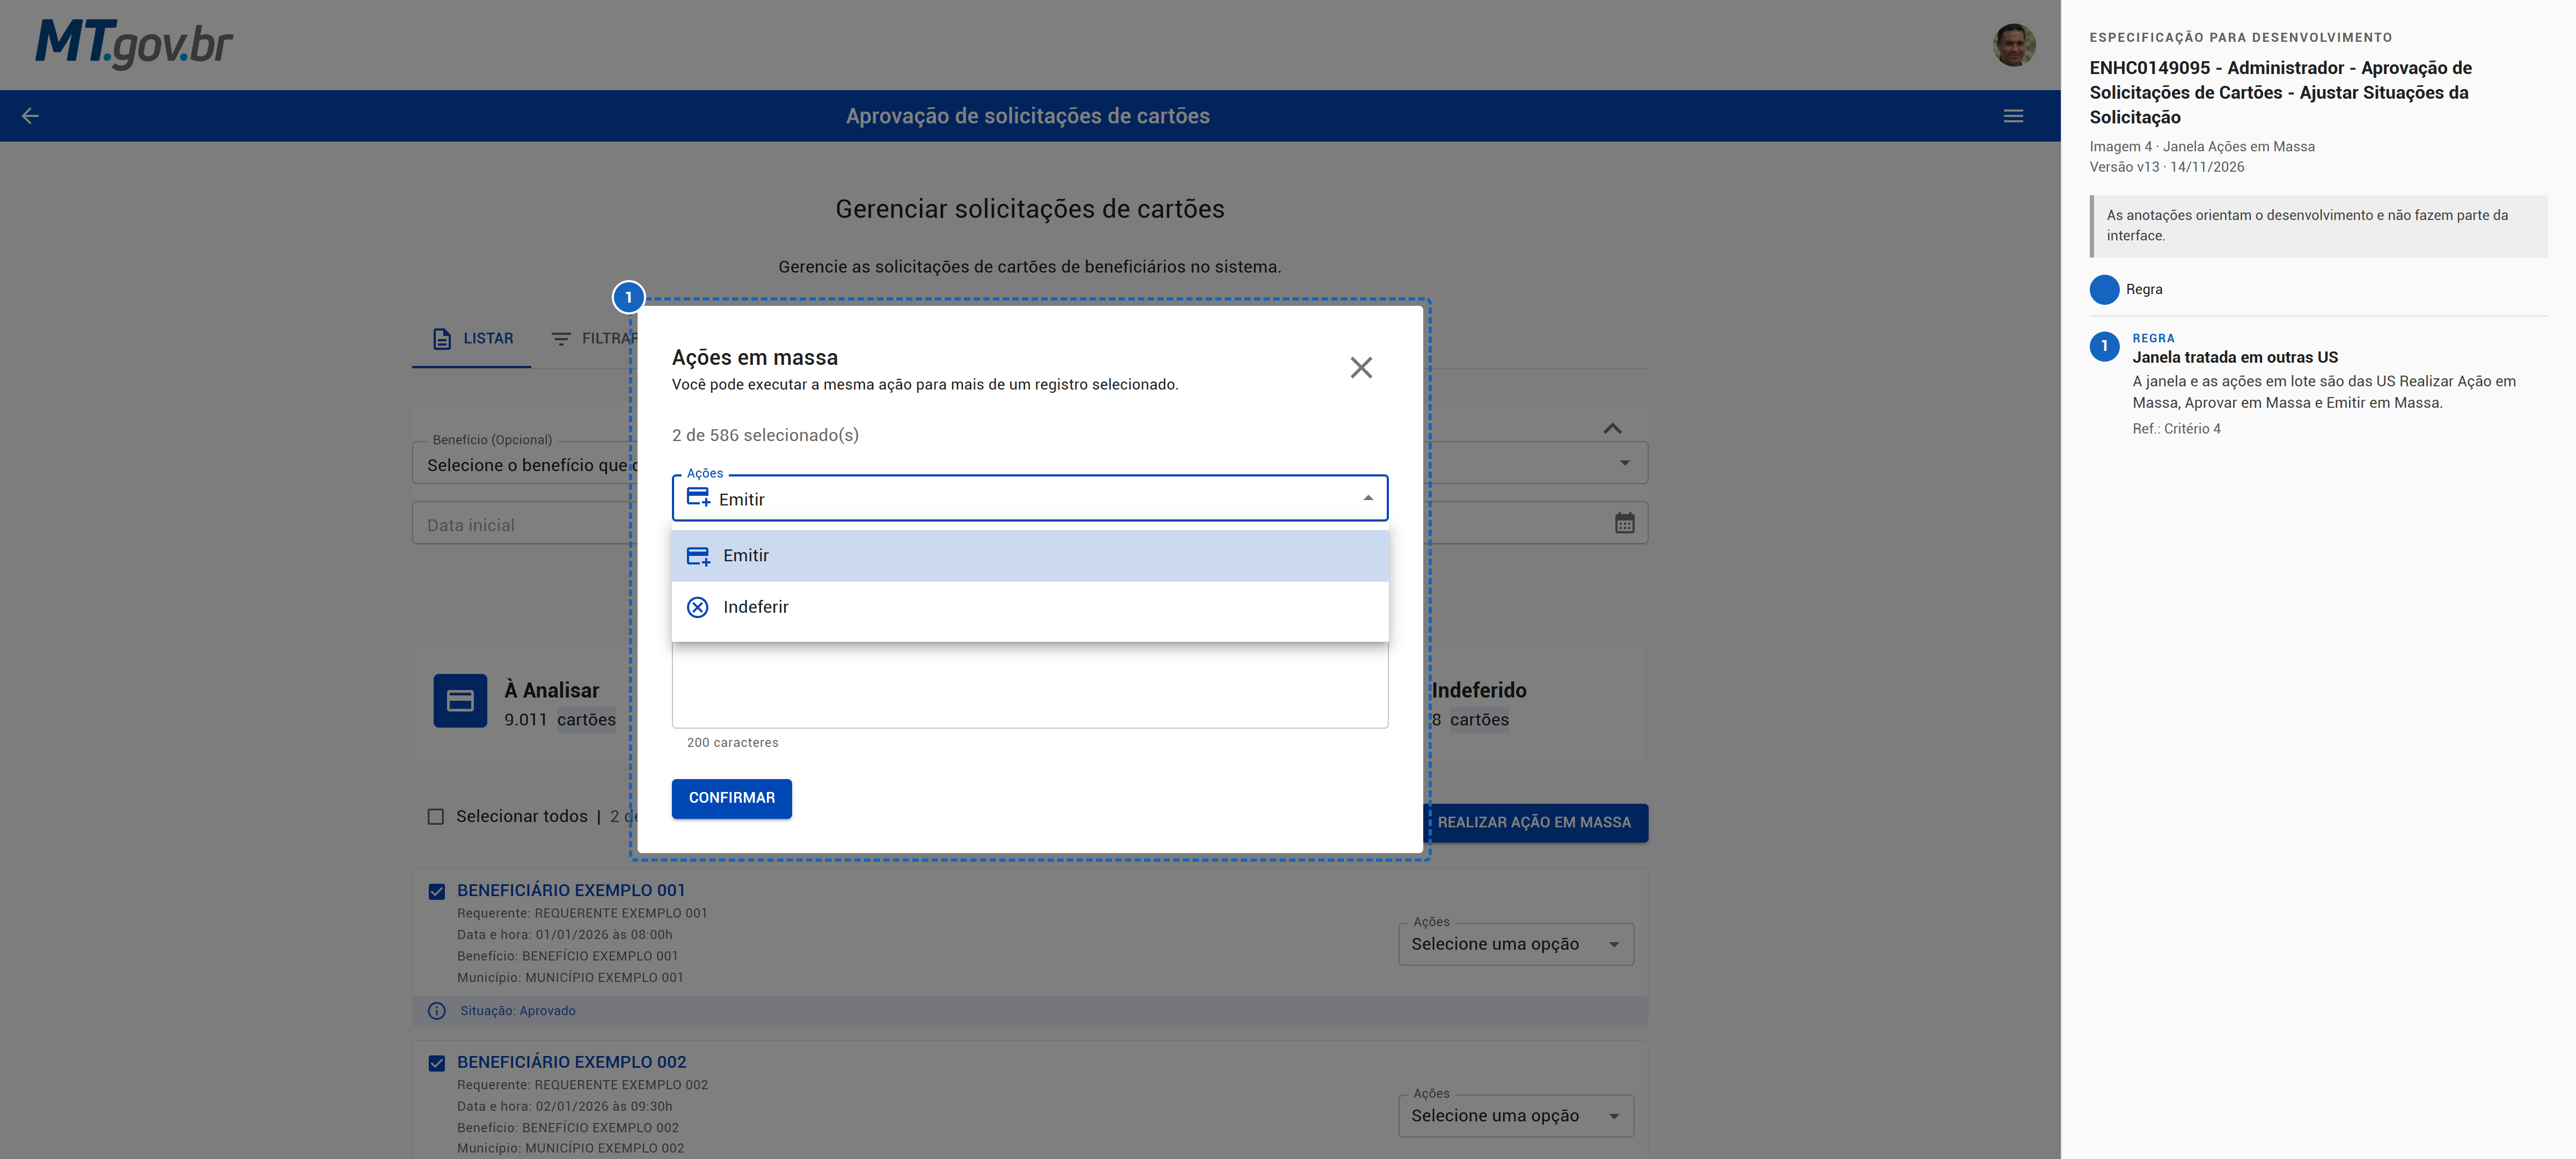 MT.gov.br
Aprovação de solicitações de cartões
Gerenciar solicitações de cartões
Gerencie as solicitações de cartões de beneficiários no sistema.
LISTAR
FILTRAR
Benefício (Opcional)
Selecione o benefício que
Data inicial
À Analisar
9.011 cartões
Indeferido
8 cartões
Selecionar todos | 2 de
REALIZAR AÇÃO EM MASSA
1
Ações em massa
Você pode executar a mesma ação para mais de um registro selecionado.
2 de 586 selecionado(s)
Ações
Emitir
Emitir
Indeferir
200 caracteres
CONFIRMAR
BENEFICIÁRIO EXEMPLO 001
Requerente: REQUERENTE EXEMPLO 001
Data e hora: 01/01/2026 às 08:00h
Benefício: BENEFÍCIO EXEMPLO 001
Município: MUNICÍPIO EXEMPLO 001
Ações
Selecione uma opção
Situação: Aprovado
BENEFICIÁRIO EXEMPLO 002
Requerente: REQUERENTE EXEMPLO 002
Data e hora: 02/01/2026 às 09:30h
Benefício: BENEFÍCIO EXEMPLO 002
Município: MUNICÍPIO EXEMPLO 002
Ações
Selecione uma opção
ESPECIFICAÇÃO PARA DESENVOLVIMENTO
ENHC0149095 - Administrador - Aprovação de
Solicitações de Cartões - Ajustar Situações da
Solicitação
Imagem 4 · Janela Ações em Massa
Versão v13 · 14/11/2026
As anotações orientam o desenvolvimento e não fazem parte da
interface.
Regra
1
REGRA
Janela tratada em outras US
A janela e as ações em lote são das US Realizar Ação em
Massa, Aprovar em Massa e Emitir em Massa.
Ref.: Critério 4